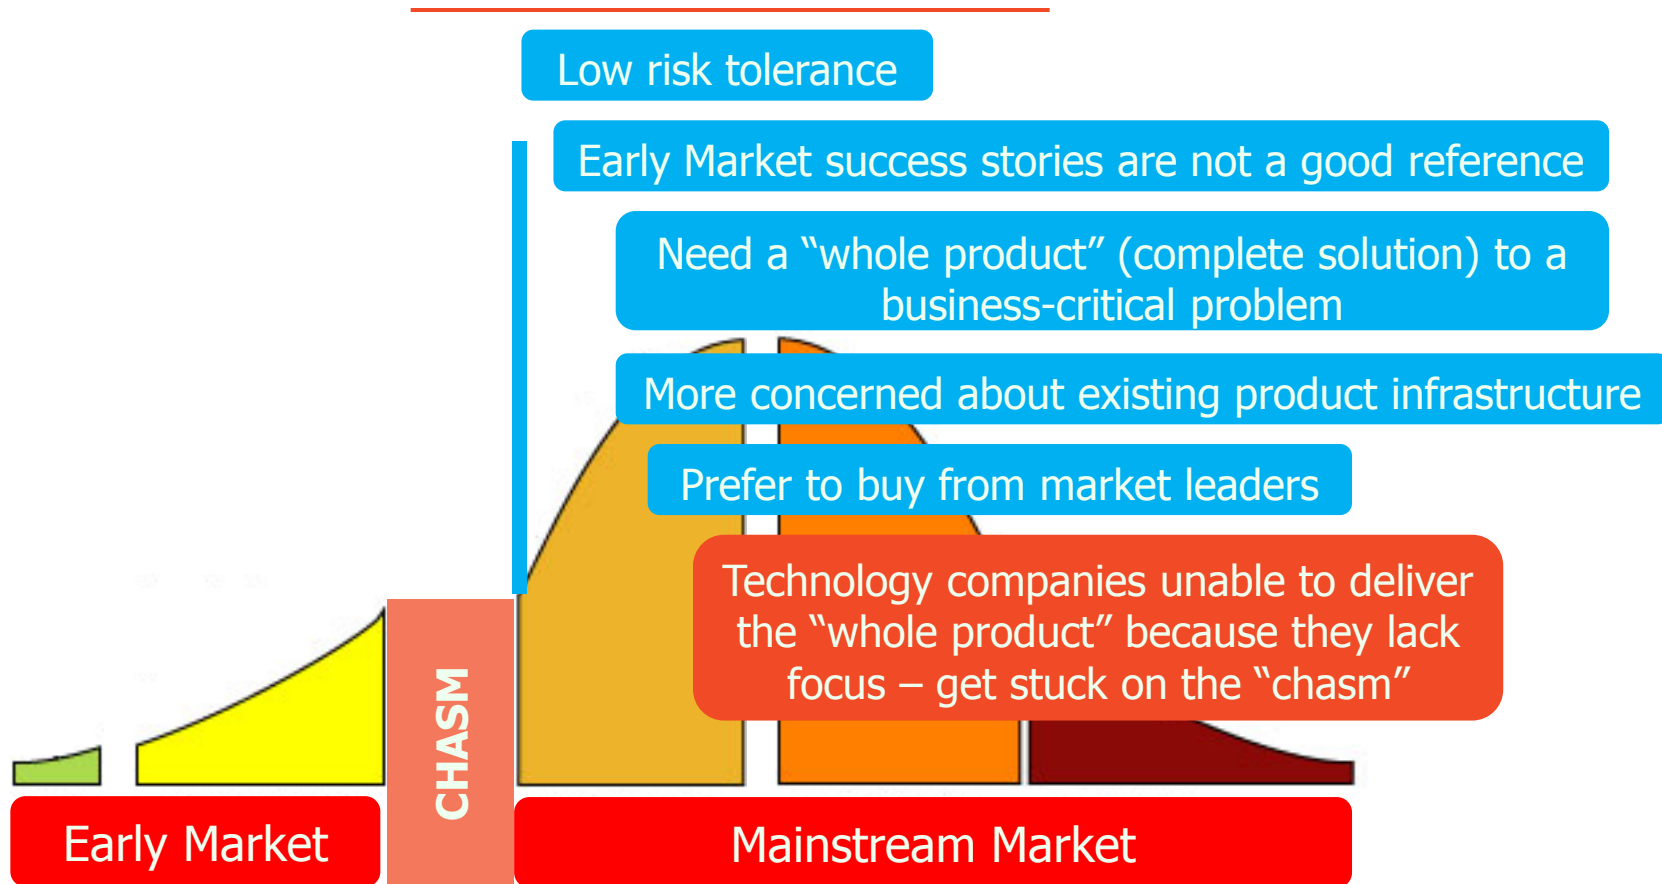 Low risk tolerance
Early Market success stories are not a good reference
Need a “whole product” (complete solution) to a
business-critical problem
More concerned about existing product infrastructure
Prefer to buy from market leaders
Technology companies unable to deliver
the “whole product” because they lack
focus – get stuck on the “chasm”
CHASM
Early Market
Mainstream Market